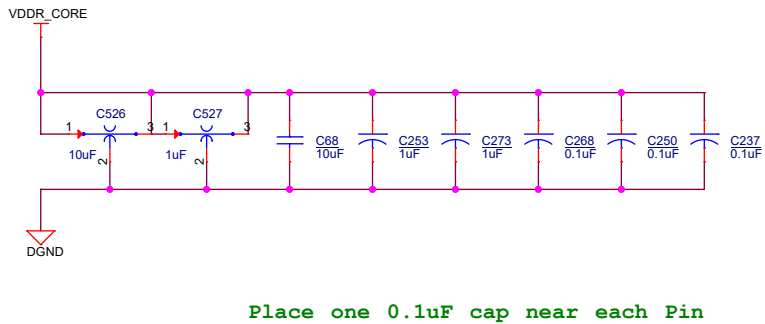 VDDR_CORE
C526
C527
1
3
1
3
10uF
2
1uF
2
C68
10uF
C253
1uF
C273
1uF
C268
0.1uF
C250
0.1uF
C237
0.1uF
DGND
Place one 0.1uF cap near each Pin